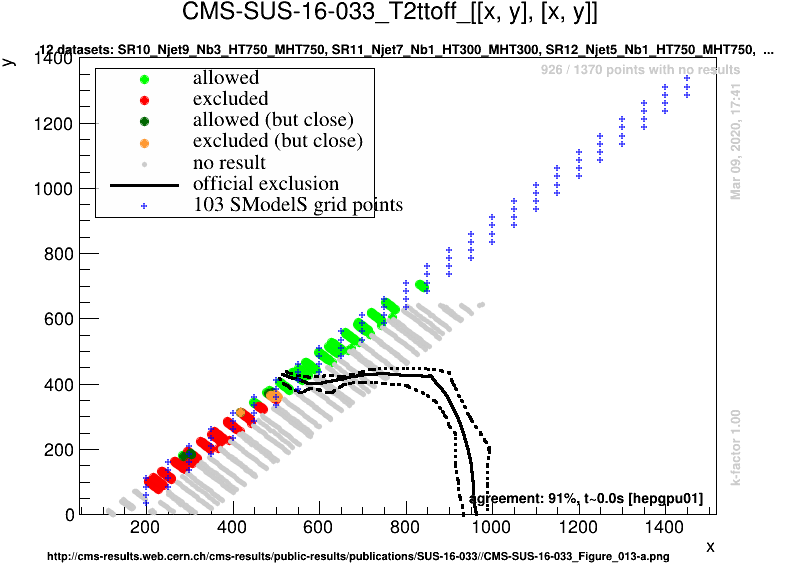 CMS-SUS-16-033_T2ttoff_[[x, y], [x, y]]
12 datasets: SR10_Njet9_Nb3_HT750_MHT750, SR11_Njet7_Nb1_HT300_MHT300, SR12_Njet5_Nb1_HT750_MHT750, ...
y
926 / 1370 points with no results
allowed
excluded
allowed (but close)
excluded (but close)
no result
official exclusion
103 SModelS grid points
Mar 09, 2020, 17:41
k-factor 1.00
1400
1200
1000
800
600
400
200
0
agreement: 91%, t~0.0s [hepgpu01]
200 400 600 800 1000 1200 1400
x
http://cms-results.web.cern.ch/cms-results/public-results/publications/SUS-16-033//CMS-SUS-16-033_Figure_013-a.png